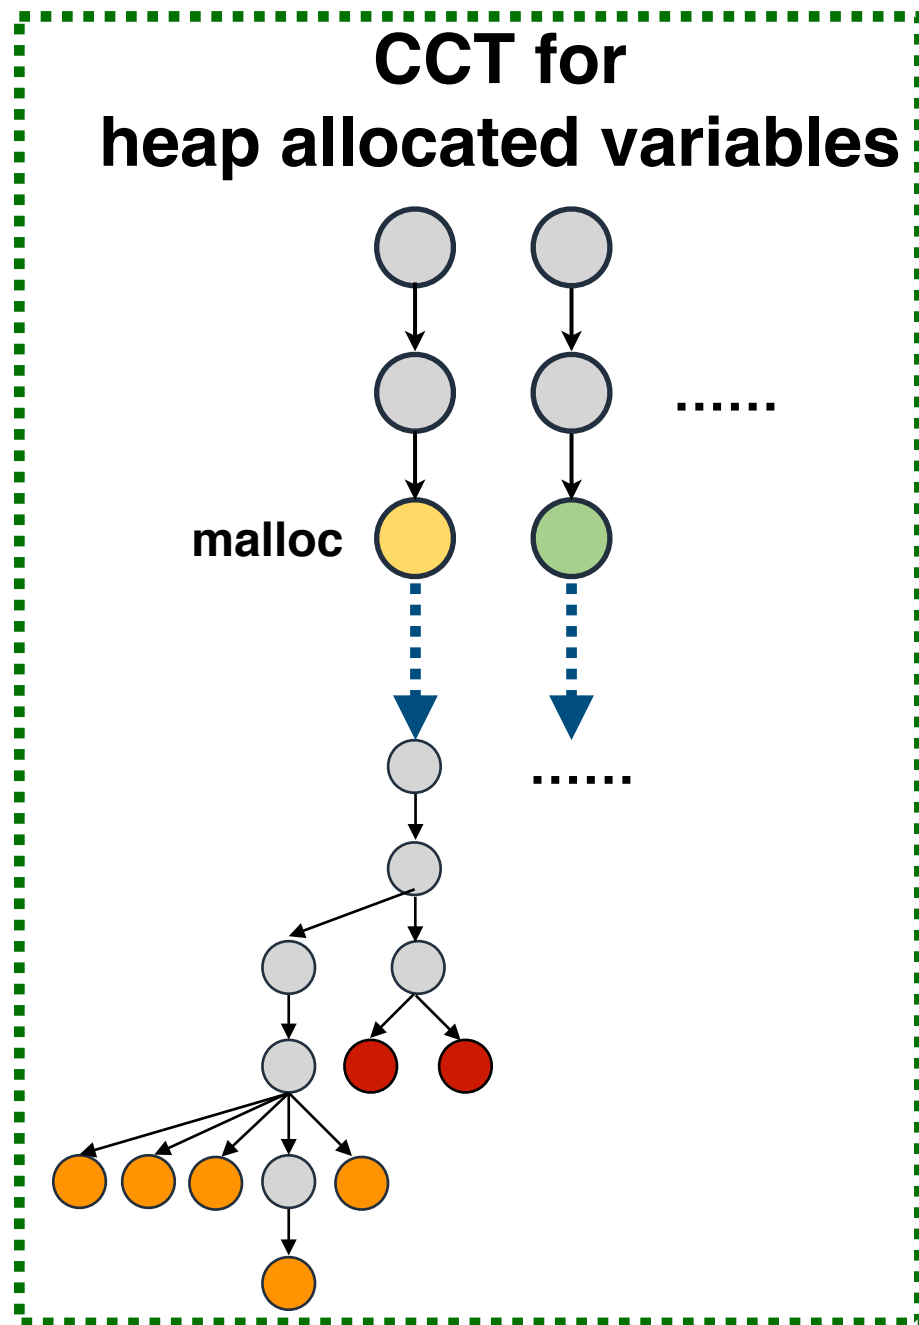 CCT for
heap allocated variables
......
malloc
......